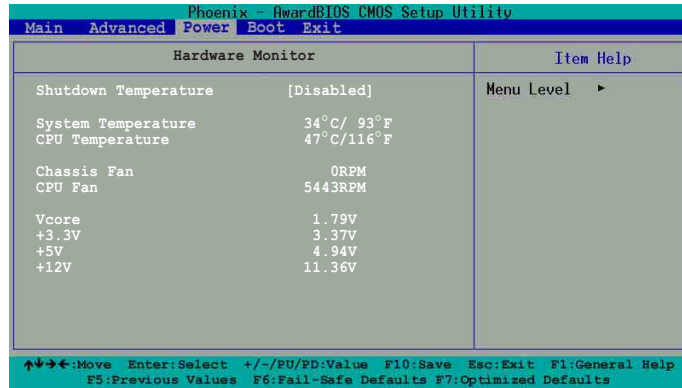 Phoenix - AwardBIOS CMOS Setup Utility
Main Advanced Power Boot Exit
Hardware Monitor
Item Help
Shutdown Temperature [Disabled]
Menu Level ►
System Temperature 34°C/ 93°F
CPU Temperature 47°C/116°F
Chassis Fan 0RPM
CPU Fan 5443RPM
Vcore 1.79V
+3.3V 3.37V
+5V 4.94V
+12V 11.36V
↑↓→←:Move Enter:Select +/-/PU/PD:Value F10:Save Esc:Exit F1:General Help
F5:Previous Values F6:Fail-Safe Defaults F7:Optimized Defaults